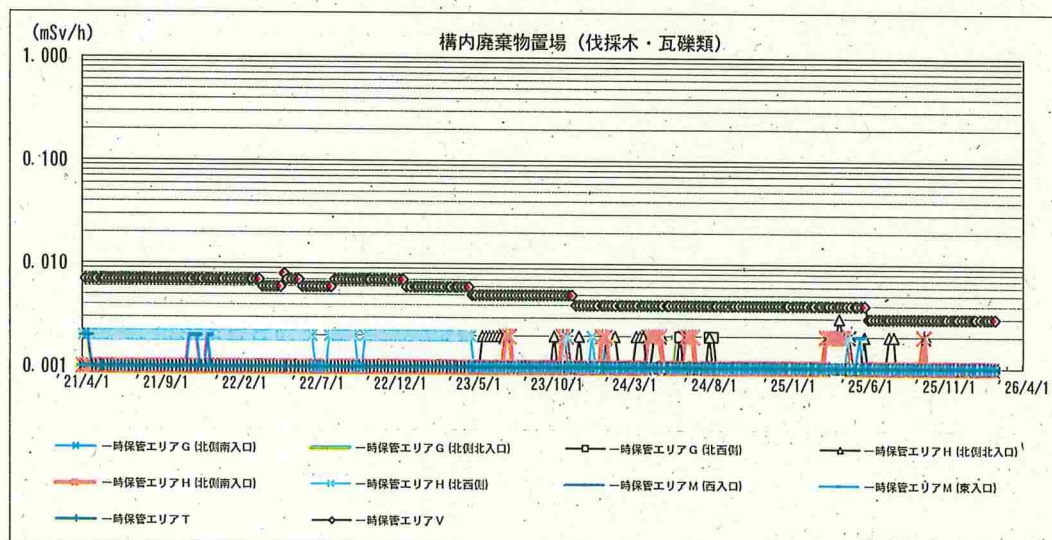 (mSv/h)
構内廃棄物置場（伐採木・瓦礫類）
1.000
0.100
0.010
0.001
'21/4/1 '21/9/1 '22/2/1 '22/7/1 '22/12/1 '23/5/1 '23/10/1 '24/3/1 '24/8/1 '25/1/1 '25/6/1 '25/11/1 '26/4/1
一時保管エリアG(北側南入口) 一時保管エリアG(北側北入口) 一時保管エリアG(北西側) 一時保管エリアH(北側北入口)
一時保管エリアH(北側南入口) 一時保管エリアH(北西側) 一時保管エリアM(西入口) 一時保管エリアM(東入口)
一時保管エリアT 一時保管エリアV